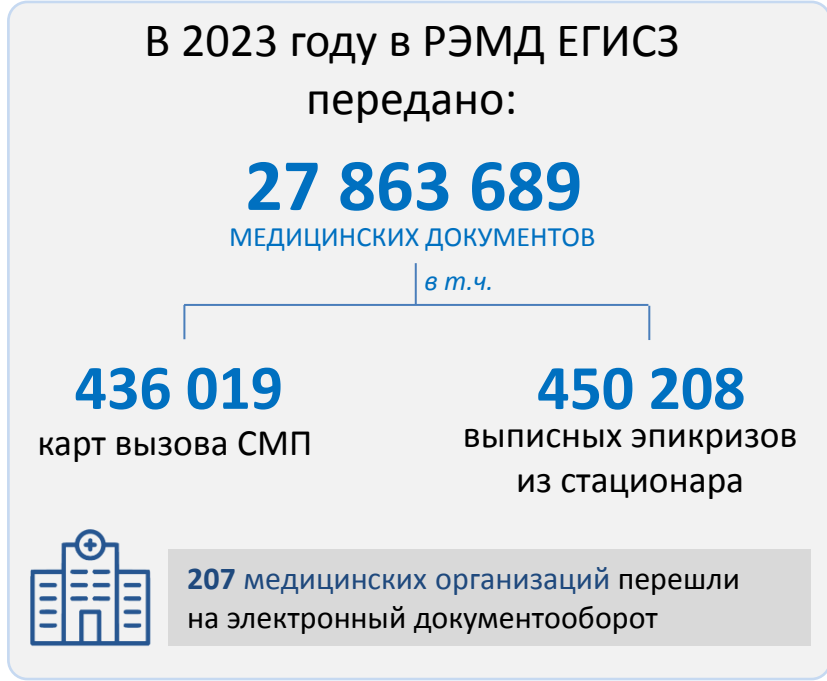 В 2023 году в РЭМД ЕГИСЗ
передано:
27 863 689
МЕДИЦИНСКИХ ДОКУМЕНТОВ
в т.ч.
436 019
карт вызова СМП
450 208
выписных эпикризов
из стационара
207 медицинских организаций перешли
на электронный документооборот